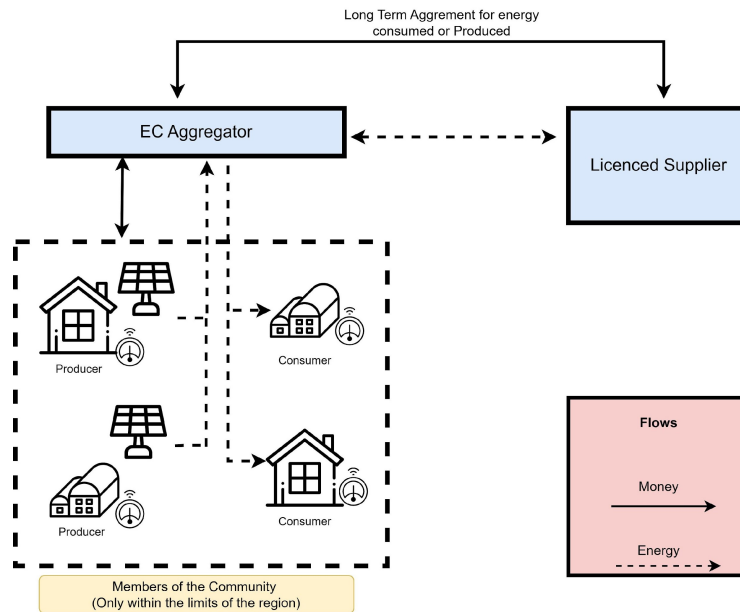 Long Term Aggrement for energy
consumed or Produced
EC Aggregator
Licenced Supplier
Producer
Consumer
Producer
Consumer
Flows
Money
Energy
Members of the Community
(Only within the limits of the region)